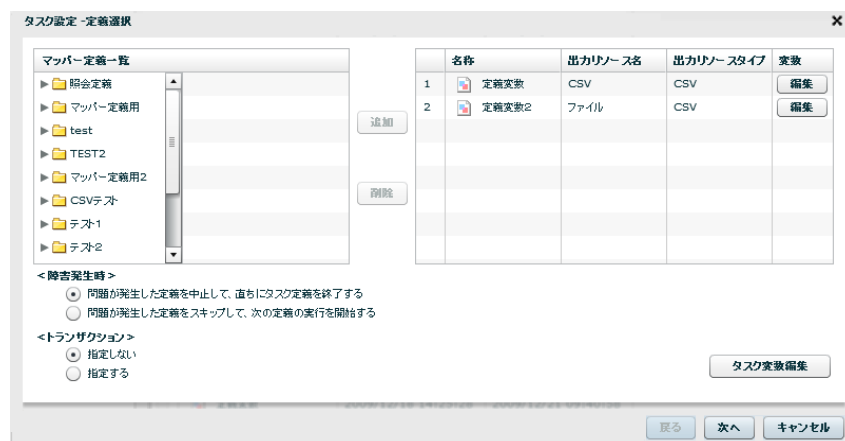 タスク設定 -定義選択
マッパー定義一覧
照会定義
マッパー定義用
test
TEST2
マッパー定義用2
CSVテスト
テスト1
テスト2
追加
削除
名称 出力リソース名 出力リソースタイプ 変数
1 定義変数 CSV CSV 編集
2 定義変数2 ファイル CSV 編集
<障害発生時>
問題が発生した定義を中止して、直ちにタスク定義を終了する
問題が発生した定義をスキップして、次の定義の実行を開始する
<トランザクション>
指定しない
指定する
タスク変数編集
戻る 次へ キャンセル